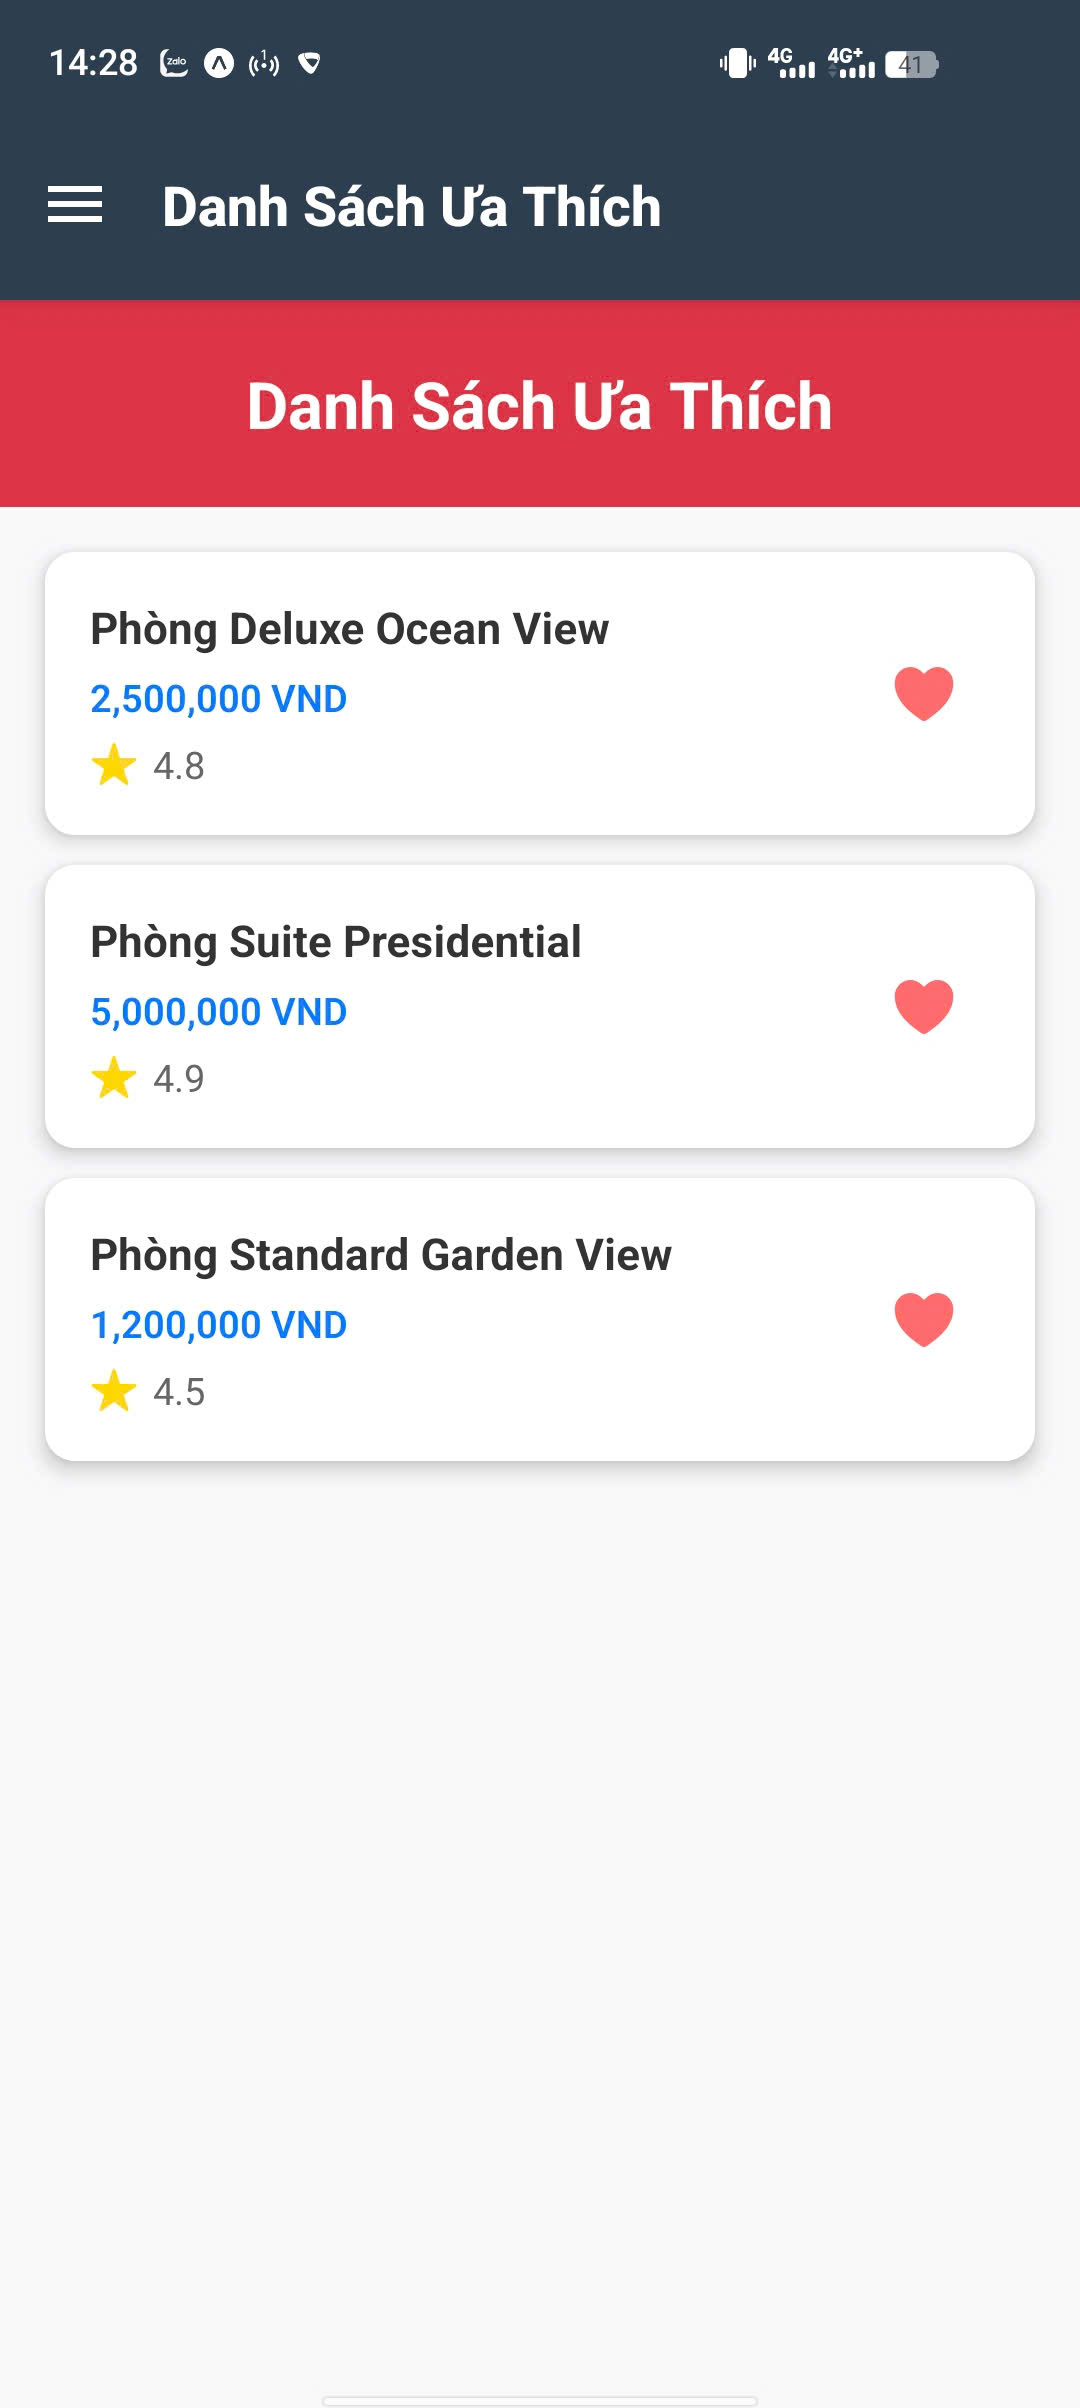 14:28 Zalo 1 4G 4G+ 41
Danh Sách Ưa Thích
Danh Sách Ưa Thích
Phòng Deluxe Ocean View
2,500,000 VND
4.8
Phòng Suite Presidential
5,000,000 VND
4.9
Phòng Standard Garden View
1,200,000 VND
4.5